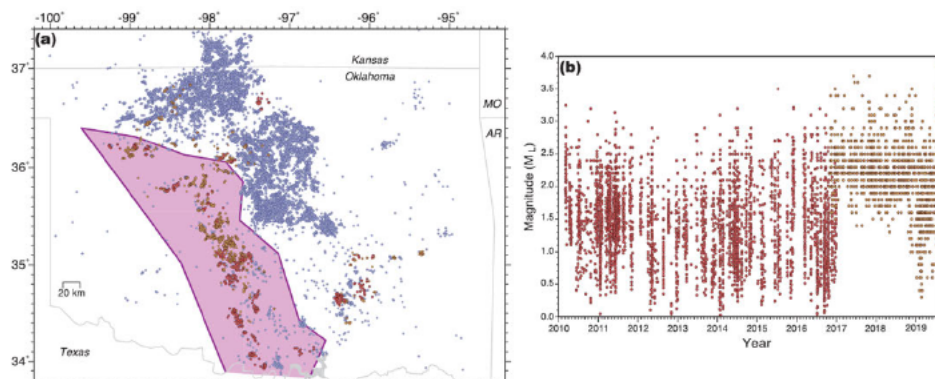 -100° -99° -98° -97° -96° -95°
(a)
Kansas
Oklahoma
MO
AR
Texas
20 km
37°
36°
35°
34°
(b)
Magnitude (M_L)
4.0
3.5
3.0
2.5
2.0
1.5
1.0
0.5
0.0
2010 2011 2012 2013 2014 2015 2016 2017 2018 2019
Year